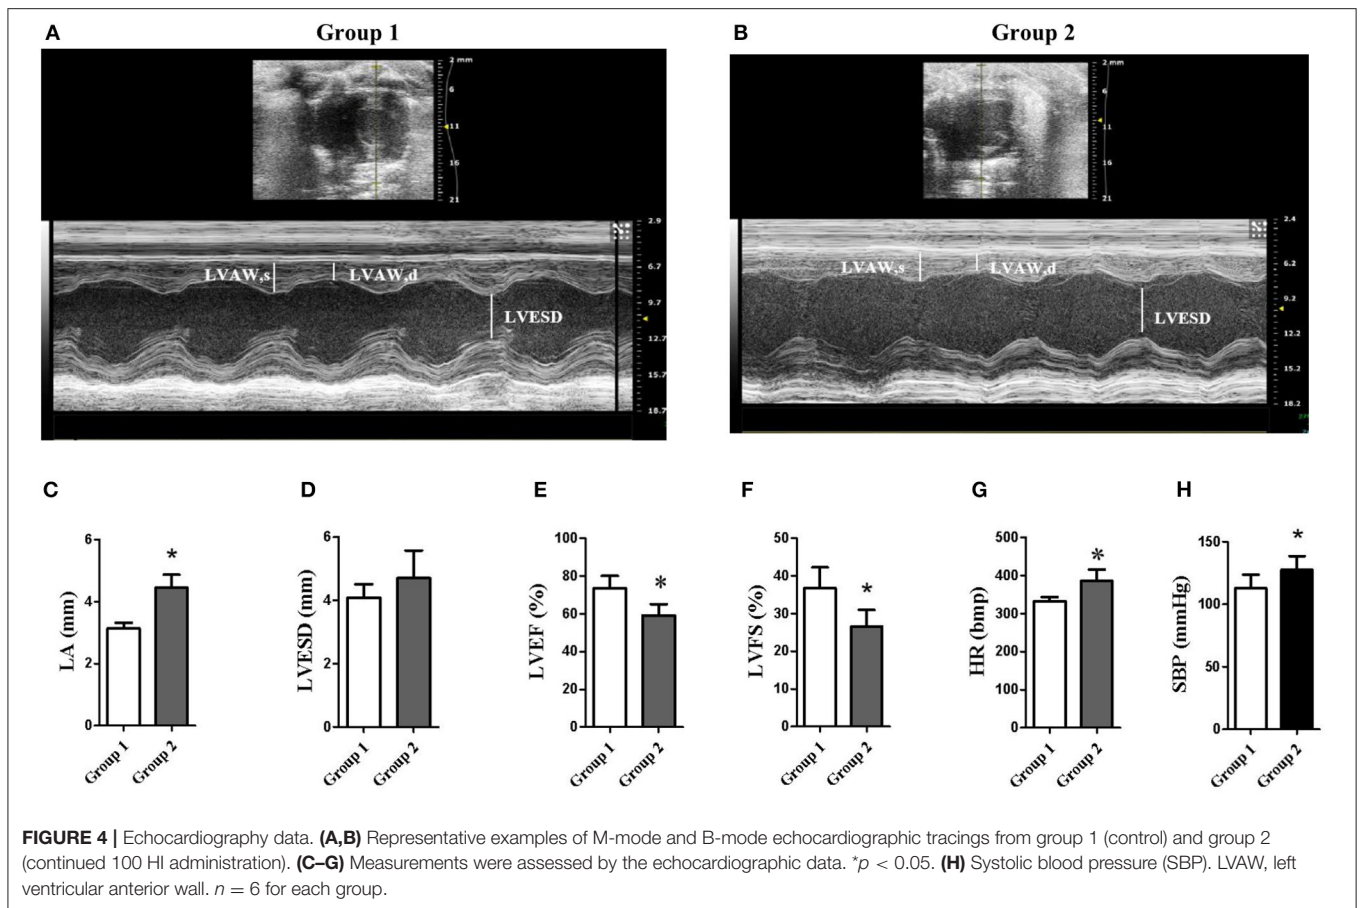 A
Group 1
B
Group 2
2 mm
6
11
16
21
2 mm
6
11
16
21
2.9
6.7
9.7
12.7
15.7
18.7
LVAW,s
LVAW,d
LVESD
2.4
6.2
9.2
12.2
15.2
18.2
LVAW,s
LVAW,d
LVESD
C
LA (mm)
6
4
2
0
*
Group 1
Group 2
D
LVESD (mm)
6
4
2
0
Group 1
Group 2
E
LVEF (%)
100
80
60
40
20
0
*
Group 1
Group 2
F
LVFS (%)
50
40
30
20
10
0
*
Group 1
Group 2
G
HR (bmp)
500
400
300
200
100
0
*
Group 1
Group 2
H
SBP (mmHg)
150
100
50
0
*
Group 1
Group 2
FIGURE 4 | Echocardiography data. (A,B) Representative examples of M-mode and B-mode echocardiographic tracings from group 1 (control) and group 2
(continued 100 HI administration). (C–G) Measurements were assessed by the echocardiographic data. *p < 0.05. (H) Systolic blood pressure (SBP). LVAW, left
ventricular anterior wall. n = 6 for each group.